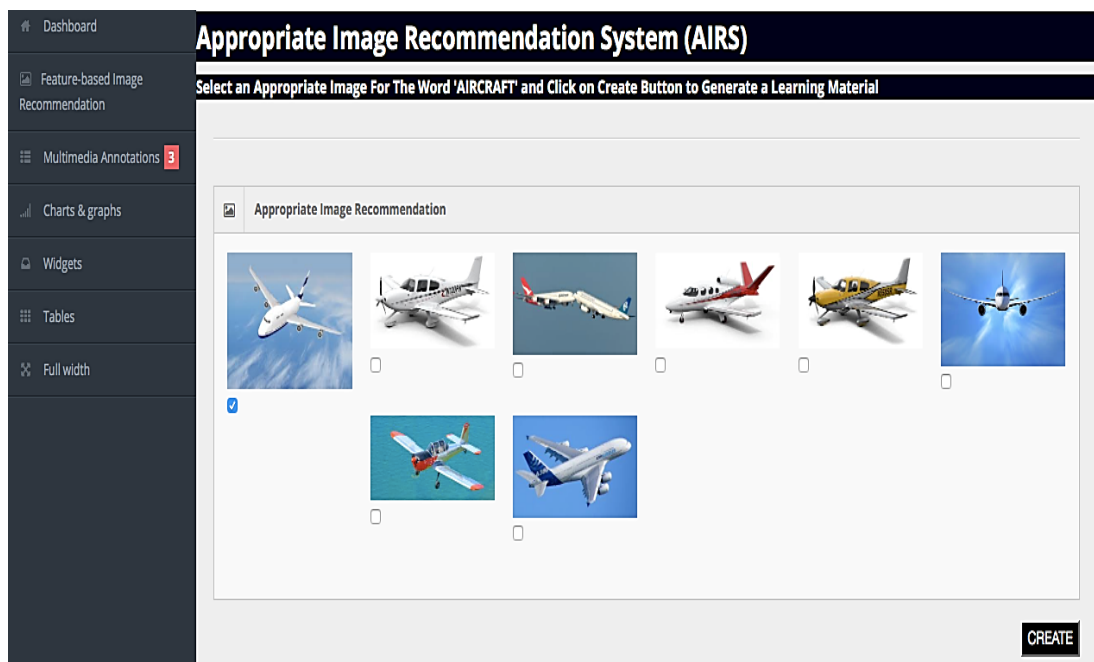 Dashboard
Feature-based Image
Recommendation
Multimedia Annotations 3
Charts & graphs
Widgets
Tables
Full width
Appropriate Image Recommendation System (AIRS)
Select an Appropriate Image For The Word 'AIRCRAFT' and Click on Create Button to Generate a Learning Material
Appropriate Image Recommendation
CREATE